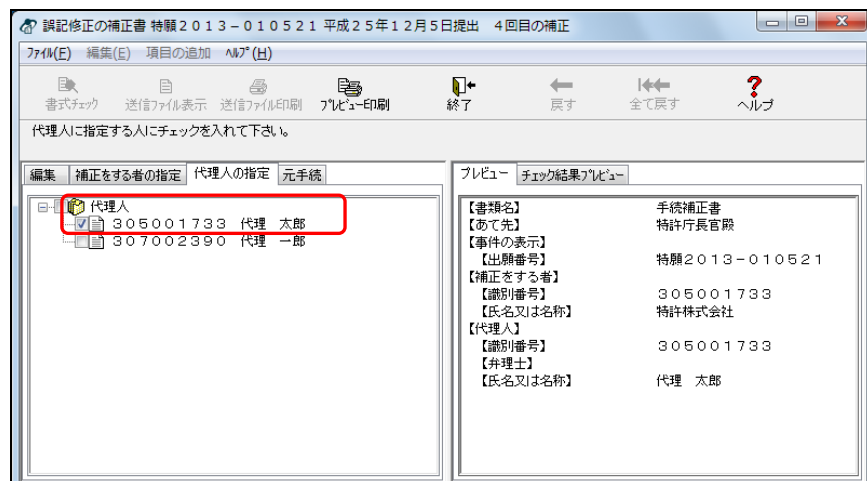 誤記修正の補正書 特願２０１３－０１０５２１ 平成２５年１２月５日提出 ４回目の補正
ﾌｧｲﾙ(F) 編集(E) 項目の追加 ﾍﾙﾌﾟ(H)
書式ﾁｪｯｸ 送信ﾌｧｲﾙ表示 送信ﾌｧｲﾙ印刷 ﾌﾟﾚﾋﾞｭｰ印刷 終了 戻す 全て戻す ヘルプ
代理人に指定する人にチェックを入れて下さい。
編集 補正をする者の指定 代理人の指定 元手続
代理人
３０５００１７３３ 代理 太郎
３０７００２３９０ 代理 一郎
プレビュー チェック結果ﾌﾟﾚﾋﾞｭｰ
【書類名】 手続補正書
【あて先】 特許庁長官殿
【事件の表示】
【出願番号】 特願２０１３－０１０５２１
【補正をする者】
【識別番号】 ３０５００１７３３
【氏名又は名称】 特許株式会社
【代理人】
【識別番号】 ３０５００１７３３
【弁理士】
【氏名又は名称】 代理 太郎